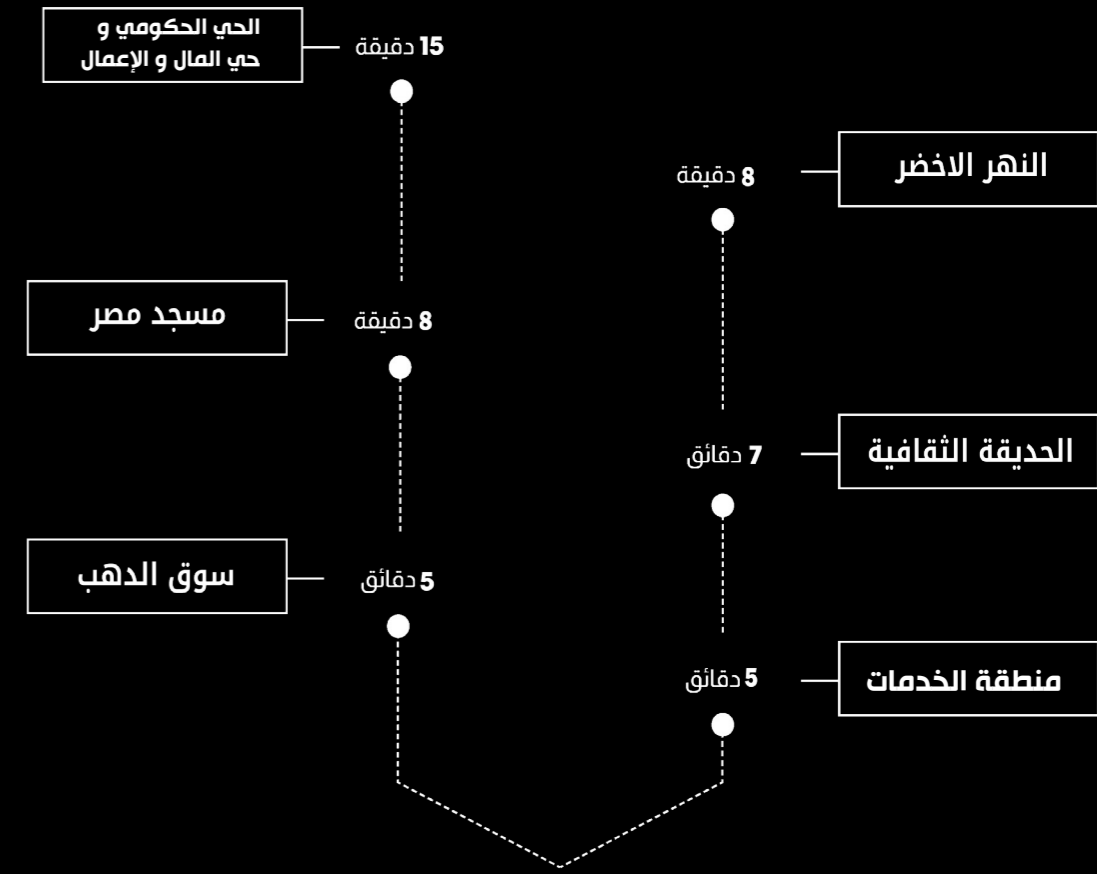 الحي الحكومي و
حي المال و الإعمال
15 دقيقة
النهر الاخضر
8 دقيقة
مسجد مصر
8 دقيقة
الحديقة الثقافية
7 دقائق
سوق الدهب
5 دقائق
منطقة الخدمات
5 دقائق